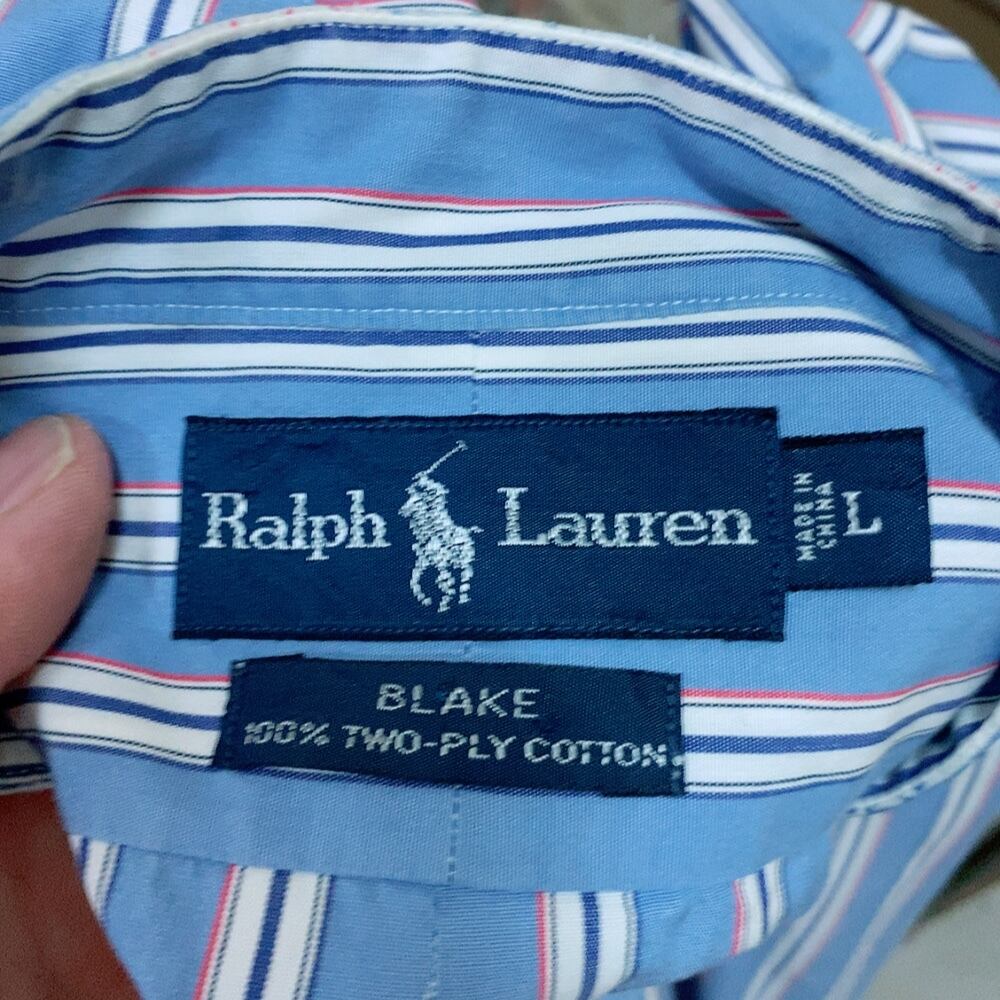 Ralph Lauren
MADE IN
CHINA
L
BLAKE
100% TWO-PLY COTTON